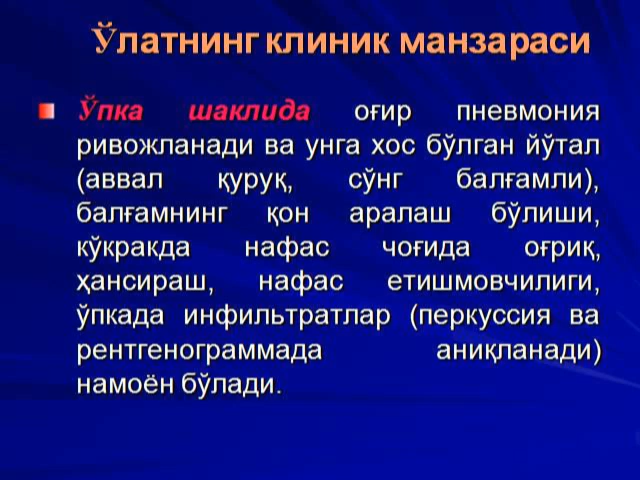 Ўлатнинг клиник манзараси
Ўпка шаклида оғир пневмония
ривожланади ва унга хос бўлган йўтал
(аввал қуруқ, сўнг балғамли),
балғамнинг қон аралаш бўлиши,
кўкракда нафас чоғида оғриқ,
ҳансираш, нафас етишмовчилиги,
ўпкада инфильтратлар (перкуссия ва
рентгенограммада аниқланади)
намоён бўлади.